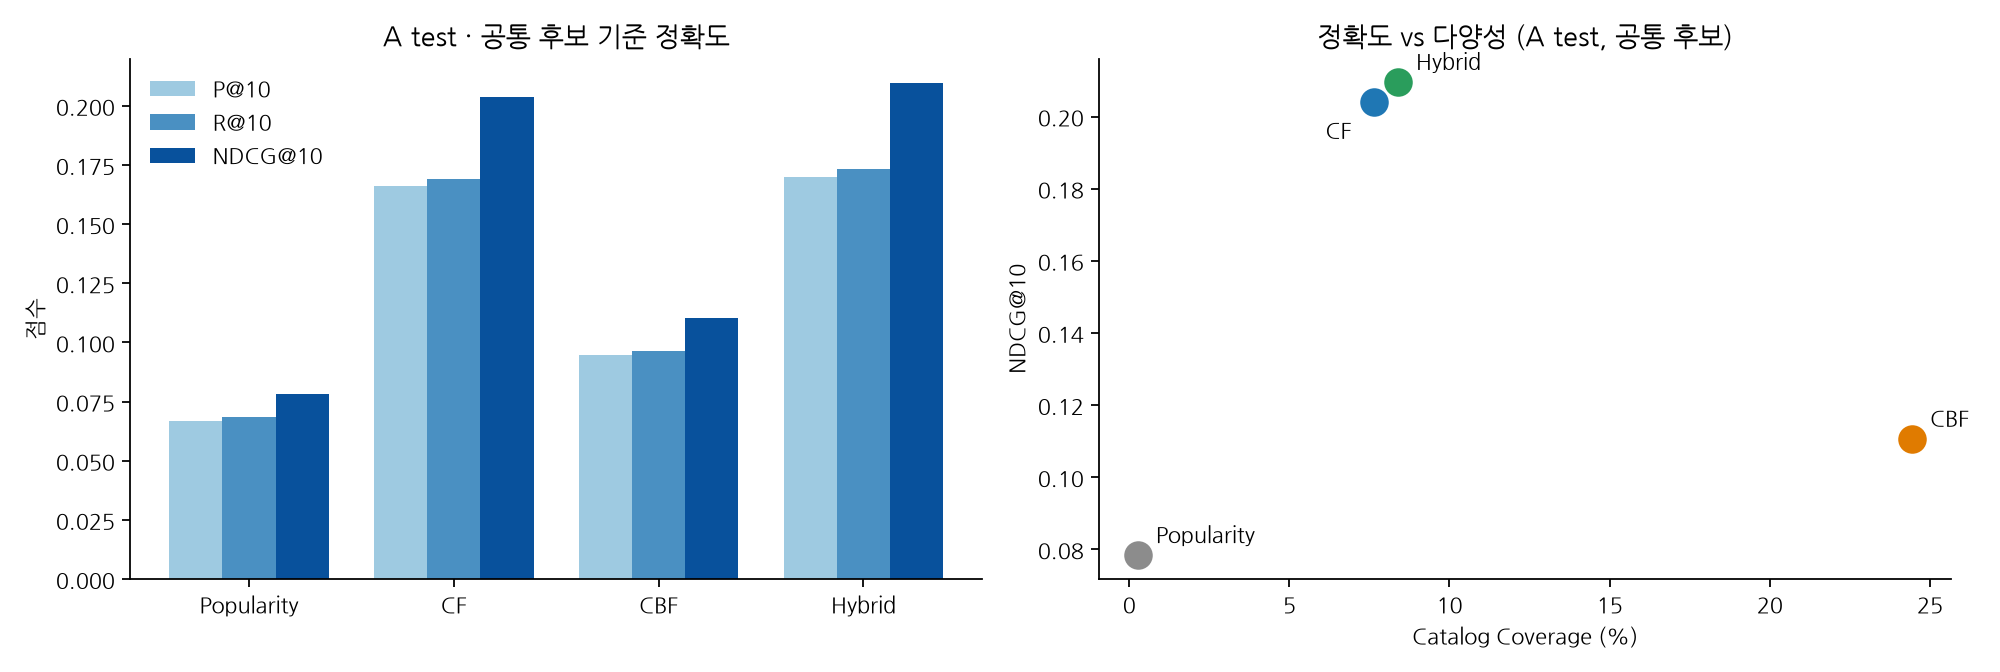 A test · 공통 후보 기준 정확도
P@10
R@10
NDCG@10
점수
0.200
0.175
0.150
0.125
0.100
0.075
0.050
0.025
0.000
Popularity
CF
CBF
Hybrid
정확도 vs 다양성 (A test, 공통 후보)
Hybrid
CF
CBF
Popularity
NDCG@10
0.20
0.18
0.16
0.14
0.12
0.10
0.08
0
5
10
15
20
25
Catalog Coverage (%)